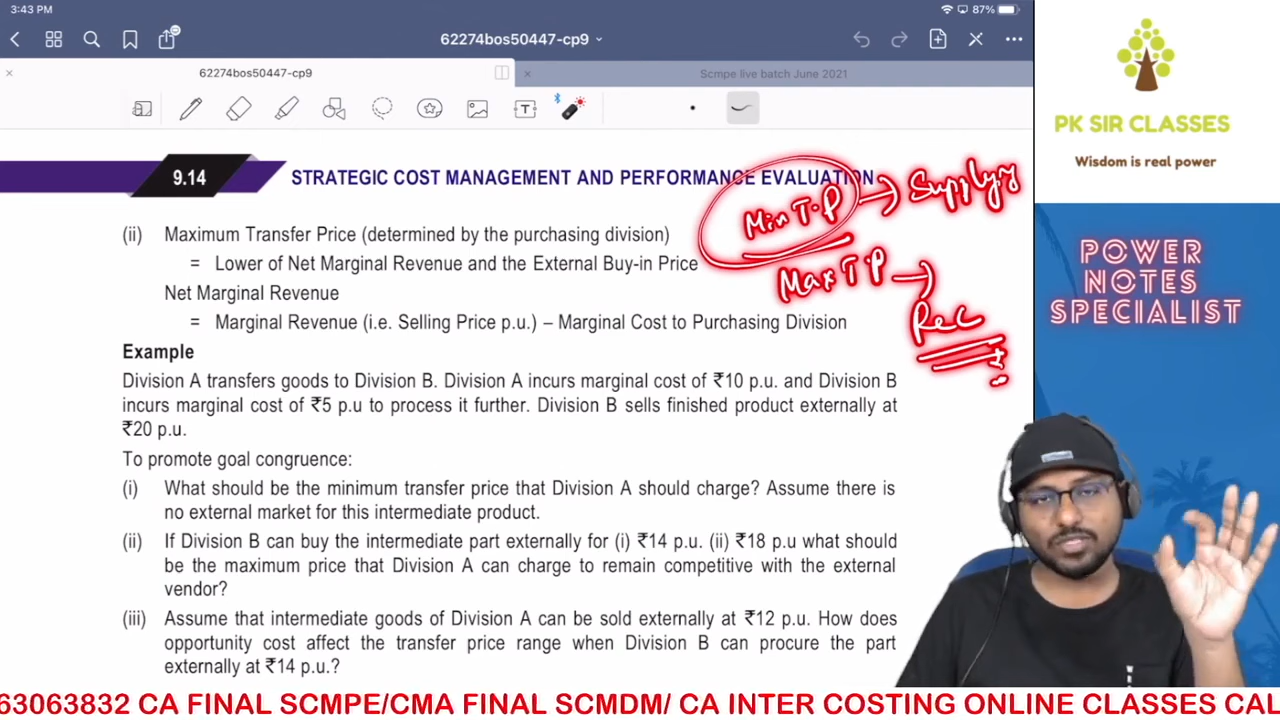 3:43 PM
87%
62274bos50447-cp9
62274bos50447-cp9
Scmpe live batch June 2021
T
PK SIR CLASSES
Wisdom is real power
POWER
NOTES
SPECIALIST
9.14 STRATEGIC COST MANAGEMENT AND PERFORMANCE EVALUATION
Min T.P →
Max T.P →
Rec
(ii) Maximum Transfer Price (determined by the purchasing division)
= Lower of Net Marginal Revenue and the External Buy-in Price
Net Marginal Revenue
= Marginal Revenue (i.e. Selling Price p.u.) – Marginal Cost to Purchasing Division
Example
Division A transfers goods to Division B. Division A incurs marginal cost of ₹10 p.u. and Division B
incurs marginal cost of ₹5 p.u to process it further. Division B sells finished product externally at
₹20 p.u.
To promote goal congruence:
(i) What should be the minimum transfer price that Division A should charge? Assume there is
no external market for this intermediate product.
(ii) If Division B can buy the intermediate part externally for (i) ₹14 p.u. (ii) ₹18 p.u what should
be the maximum price that Division A can charge to remain competitive with the external
vendor?
(iii) Assume that intermediate goods of Division A can be sold externally at ₹12 p.u. How does
opportunity cost affect the transfer price range when Division B can procure the part
externally at ₹14 p.u.?
63063832 CA FINAL SCMPE/CMA FINAL SCMDM/ CA INTER COSTING ONLINE CLASSES CAL